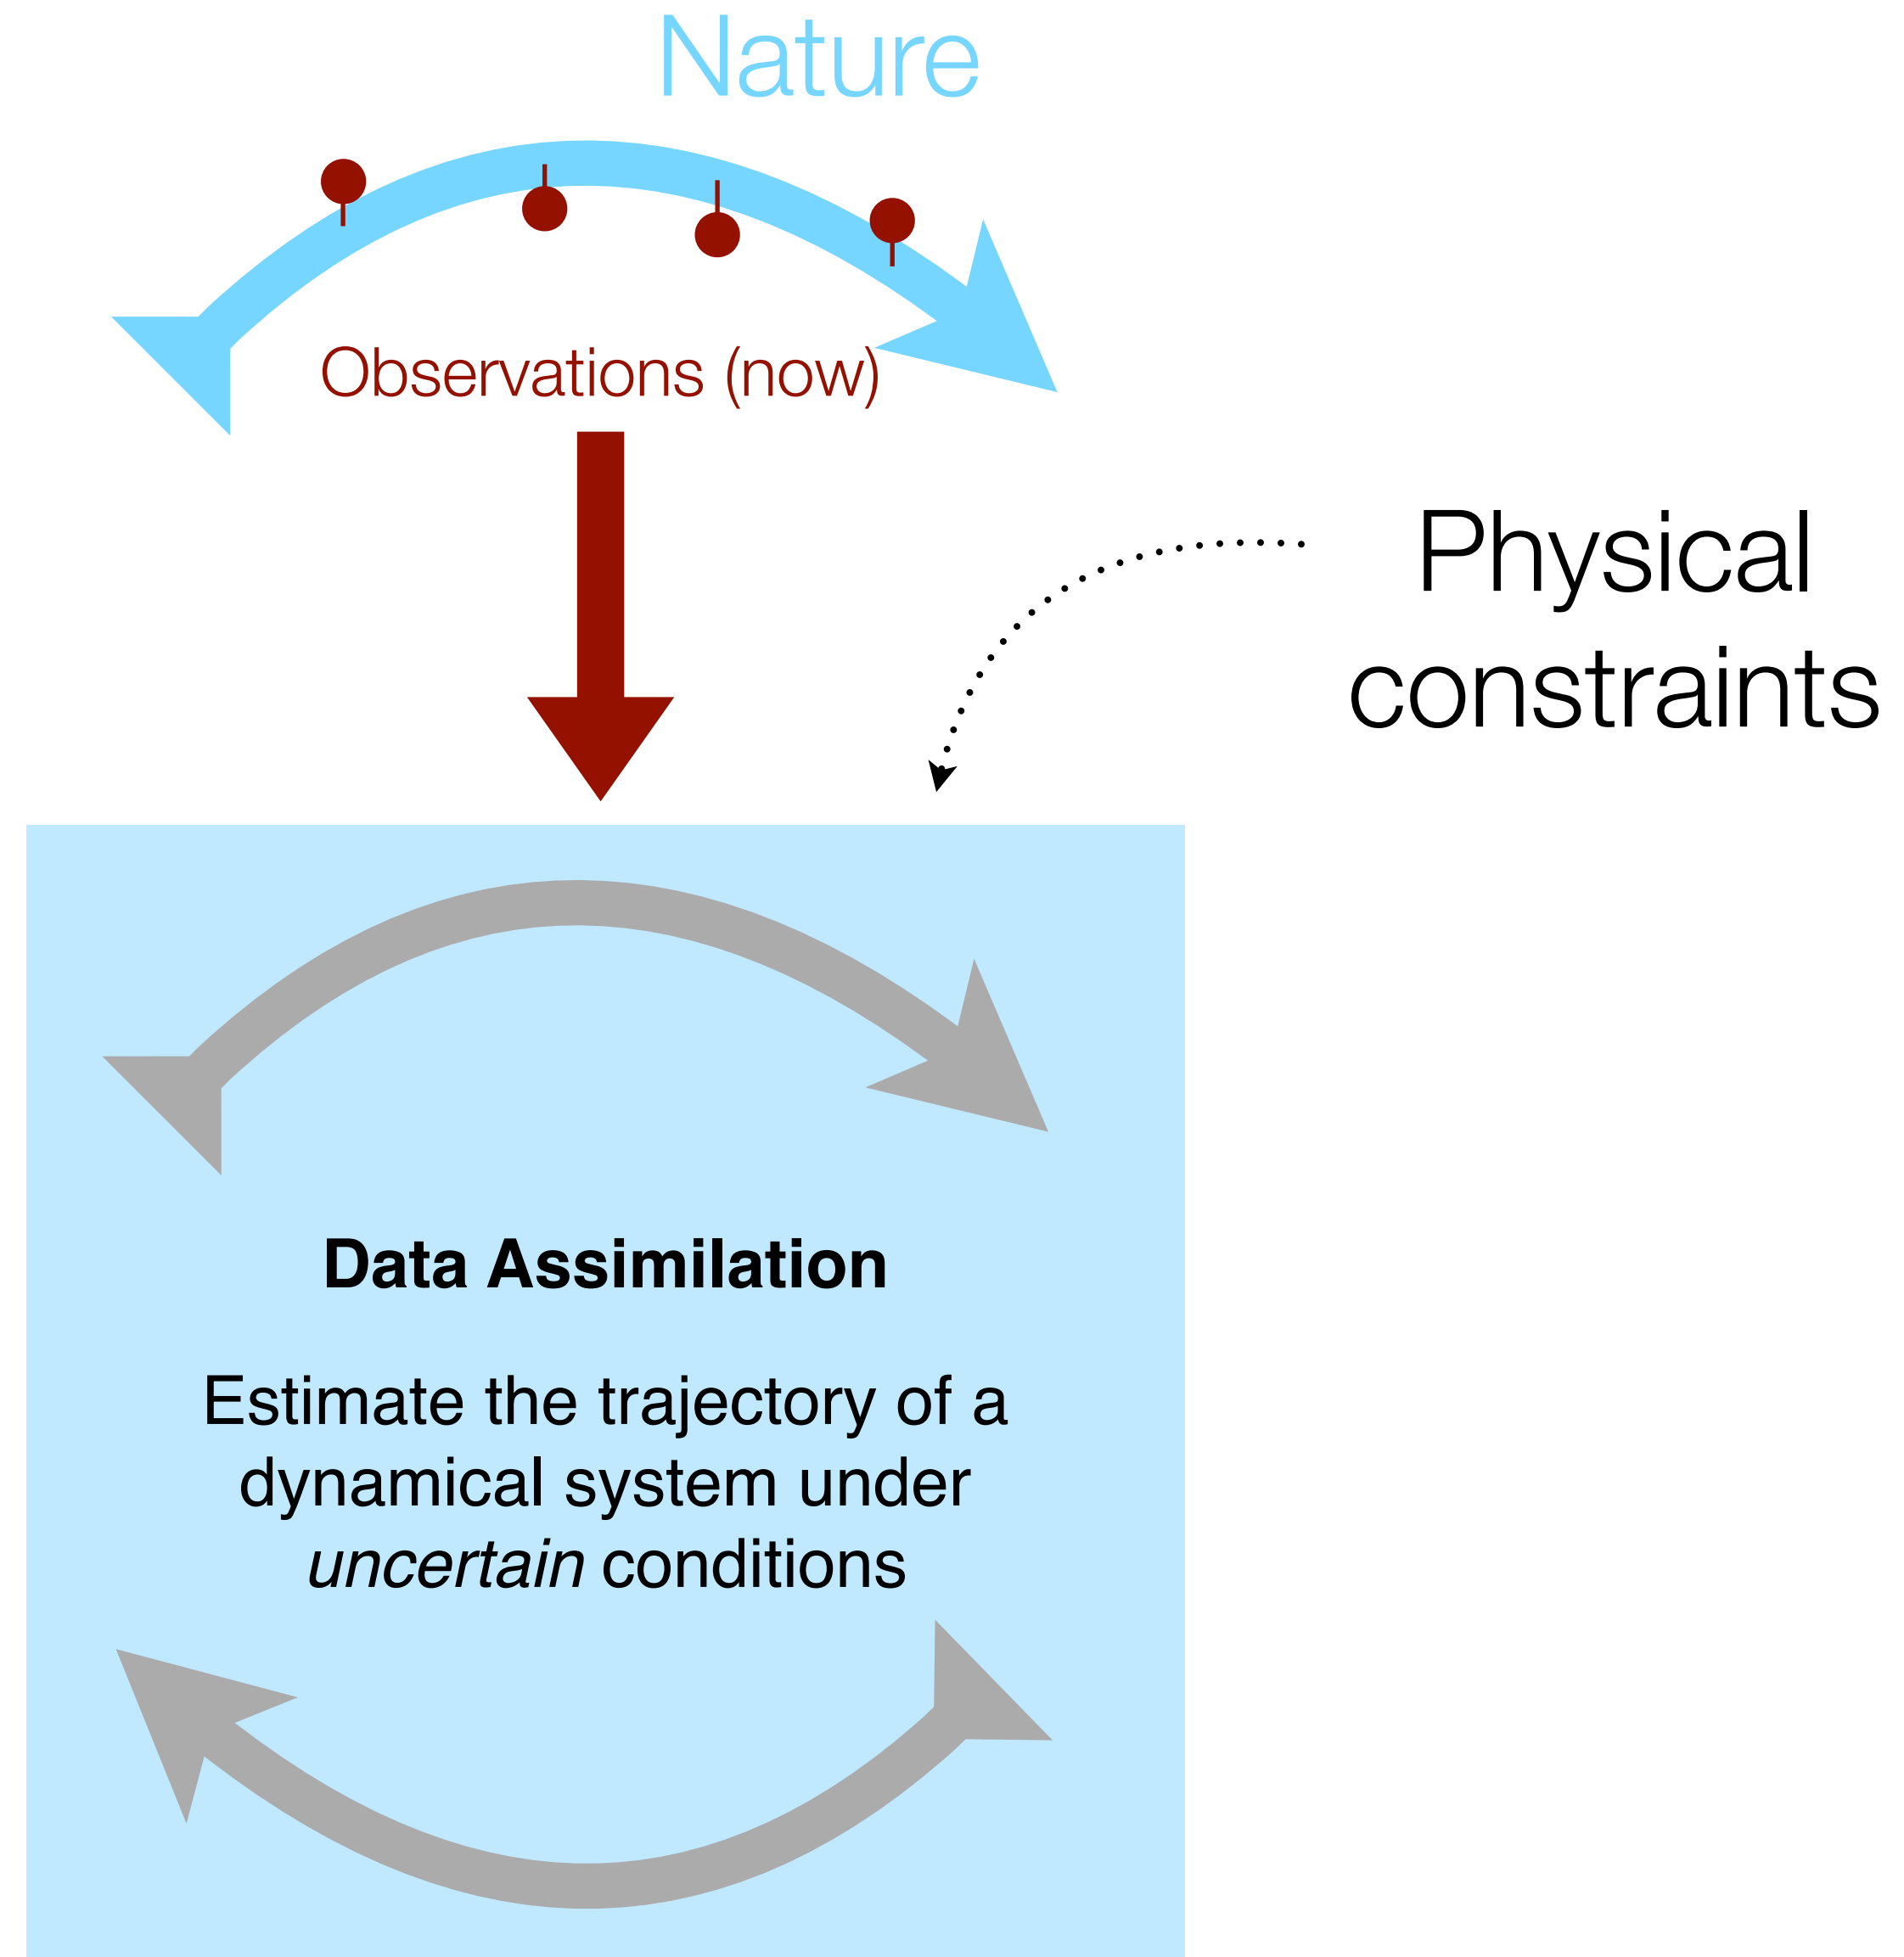 Nature
Observations (now)
Physical
constraints
Data Assimilation
Estimate the trajectory of a
dynamical system under
uncertain conditions